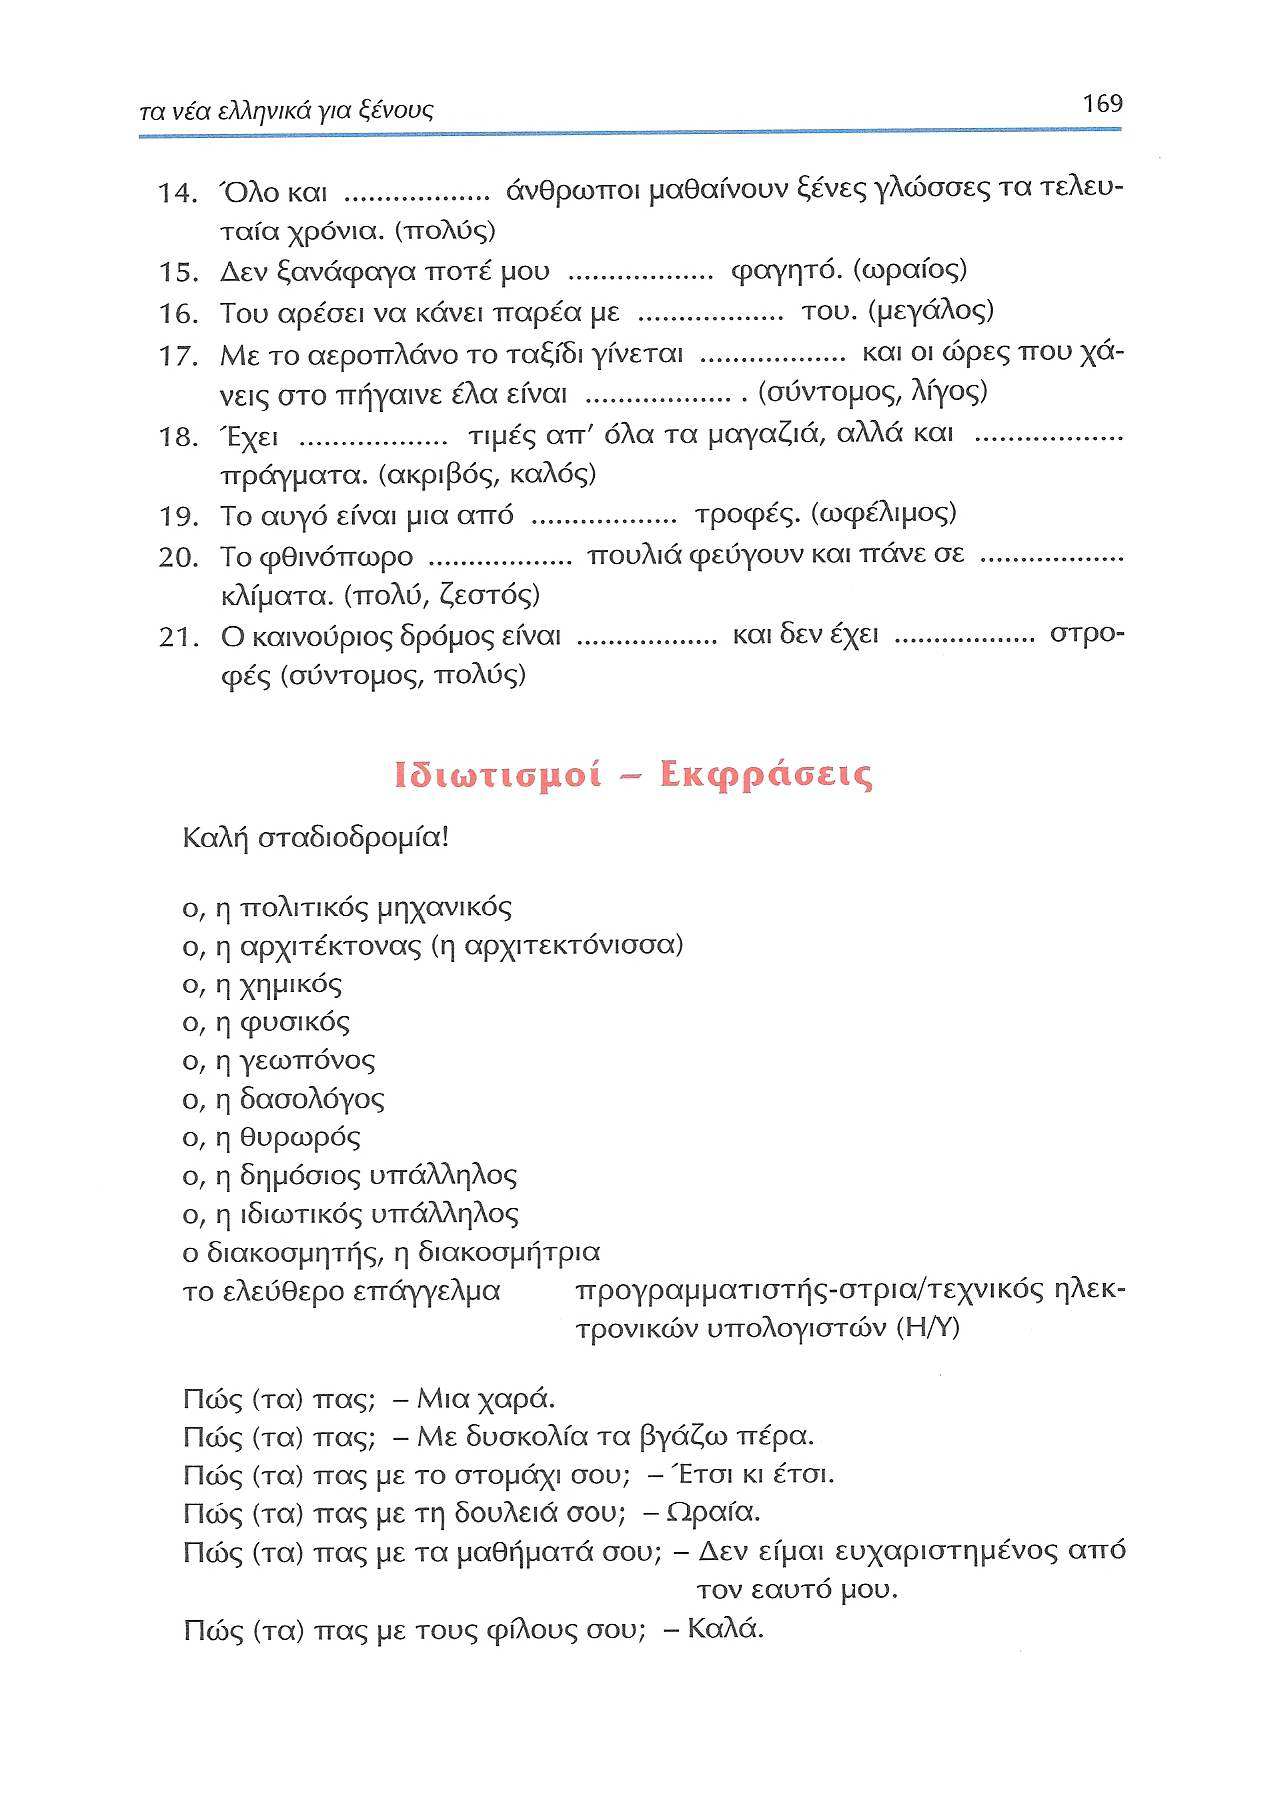 τα νέα ελληνικά για ξένους 169
14. Όλο και .................. άνθρωποι μαθαίνουν ξένες γλώσσες τα τελευ-
ταία χρόνια. (πολύς)
15. Δεν ξανάφαγα ποτέ μου .................. φαγητό. (ωραίος)
16. Του αρέσει να κάνει παρέα με .................. του. (μεγάλος)
17. Με το αεροπλάνο το ταξίδι γίνεται .................. και οι ώρες που χά-
νεις στο πήγαινε έλα είναι .................. . (σύντομος, λίγος)
18. Έχει .................. τιμές απ' όλα τα μαγαζιά, αλλά και ..................
πράγματα. (ακριβός, καλός)
19. Το αυγό είναι μια από .................. τροφές. (ωφέλιμος)
20. Το φθινόπωρο .................. πουλιά φεύγουν και πάνε σε ..................
κλίματα. (πολύ, ζεστός)
21. Ο καινούριος δρόμος είναι .................. και δεν έχει .................. στρο-
φές (σύντομος, πολύς)
Ιδιωτισμοί – Εκφράσεις
Καλή σταδιοδρομία!
ο, η πολιτικός μηχανικός
ο, η αρχιτέκτονας (η αρχιτεκτόνισσα)
ο, η χημικός
ο, η φυσικός
ο, η γεωπόνος
ο, η δασολόγος
ο, η θυρωρός
ο, η δημόσιος υπάλληλος
ο, η ιδιωτικός υπάλληλος
ο διακοσμητής, η διακοσμήτρια
το ελεύθερο επάγγελμα προγραμματιστής-στρια/τεχνικός ηλεκ-
τρονικών υπολογιστών (Η/Υ)
Πώς (τα) πας; – Μια χαρά.
Πώς (τα) πας; – Με δυσκολία τα βγάζω πέρα.
Πώς (τα) πας με το στομάχι σου; – Έτσι κι έτσι.
Πώς (τα) πας με τη δουλειά σου; – Ωραία.
Πώς (τα) πας με τα μαθήματά σου; – Δεν είμαι ευχαριστημένος από
τον εαυτό μου.
Πώς (τα) πας με τους φίλους σου; – Καλά.